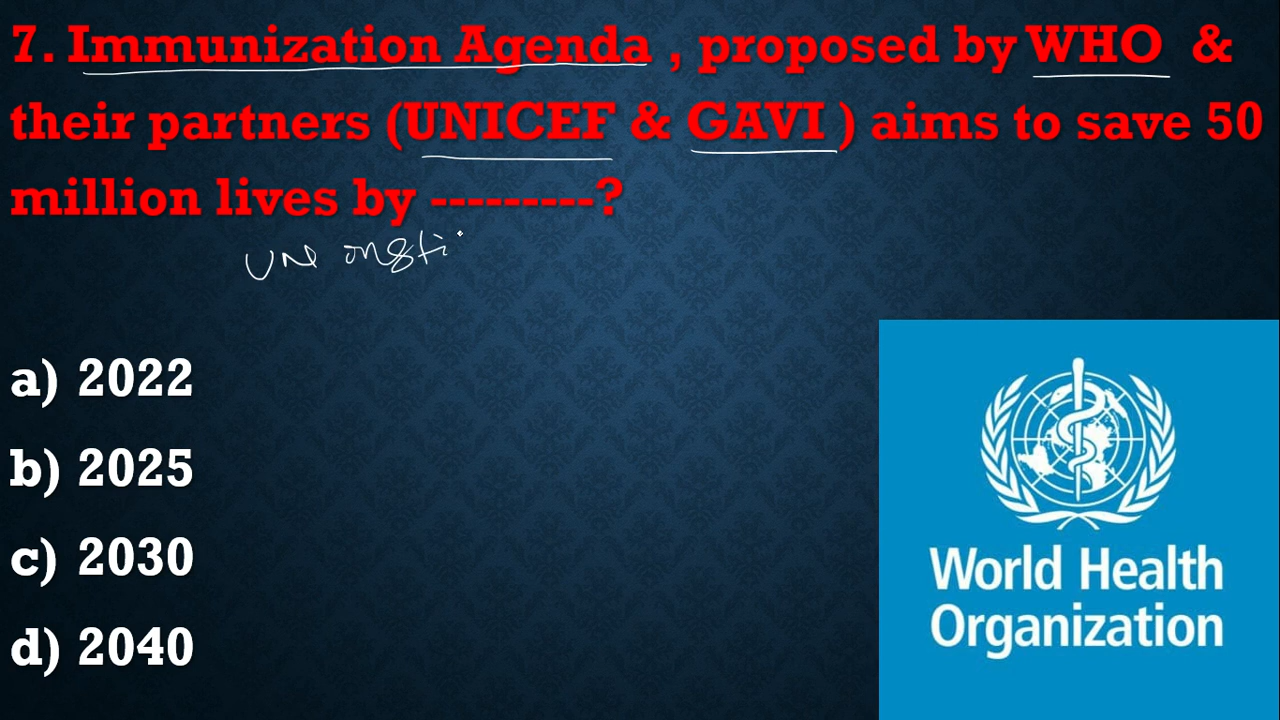 7. Immunization Agenda , proposed by WHO &
their partners (UNICEF & GAVI ) aims to save 50
million lives by ---------?
a) 2022
b) 2025
c) 2030
d) 2040
World Health
Organization